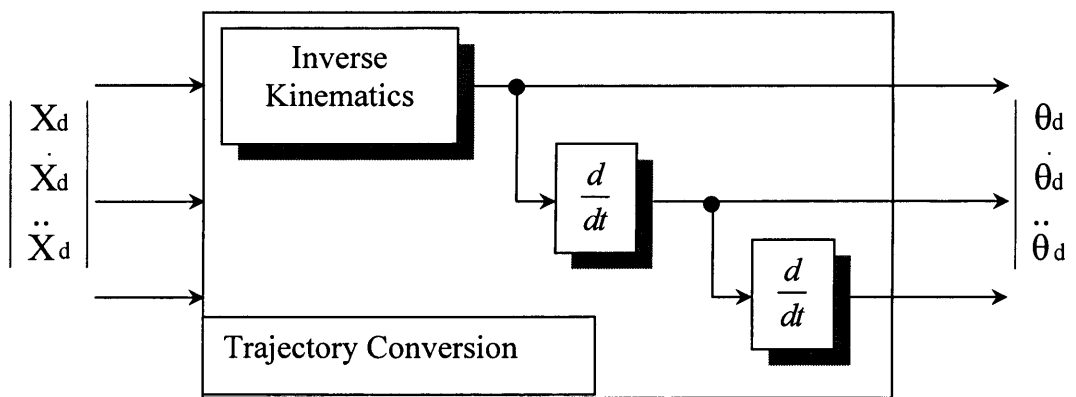 Inverse
Kinematics
Xd
Ẋd
Ẍd
d
dt
d
dt
θd
θ̇d
θ̈d
Trajectory Conversion